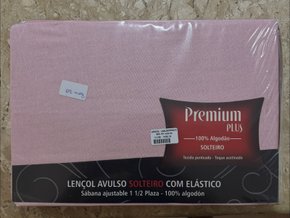 Premium
PLUS
100% Algodão
SOLTEIRO
Tecido penteado - Toque acetinado
LENÇOL AVULSO SOLTEIRO COM ELÁSTICO
Sábana ajustable 1 1/2 Plaza - 100% algodón